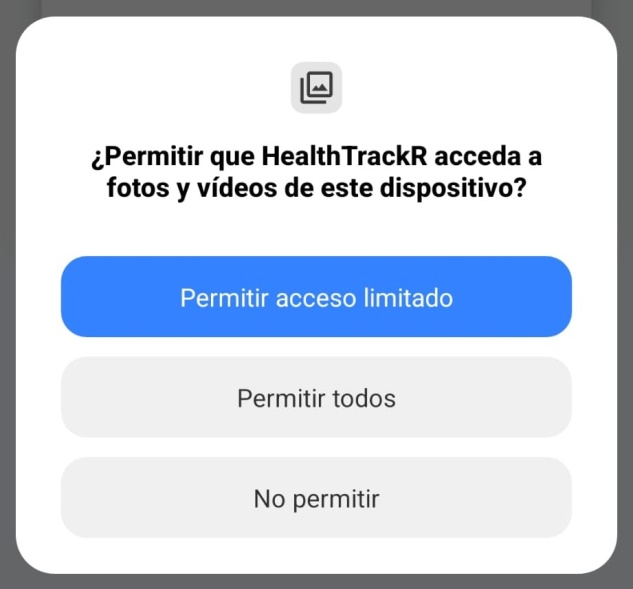 ¿Permitir que HealthTrackR acceda a
fotos y vídeos de este dispositivo?
Permitir acceso limitado
Permitir todos
No permitir